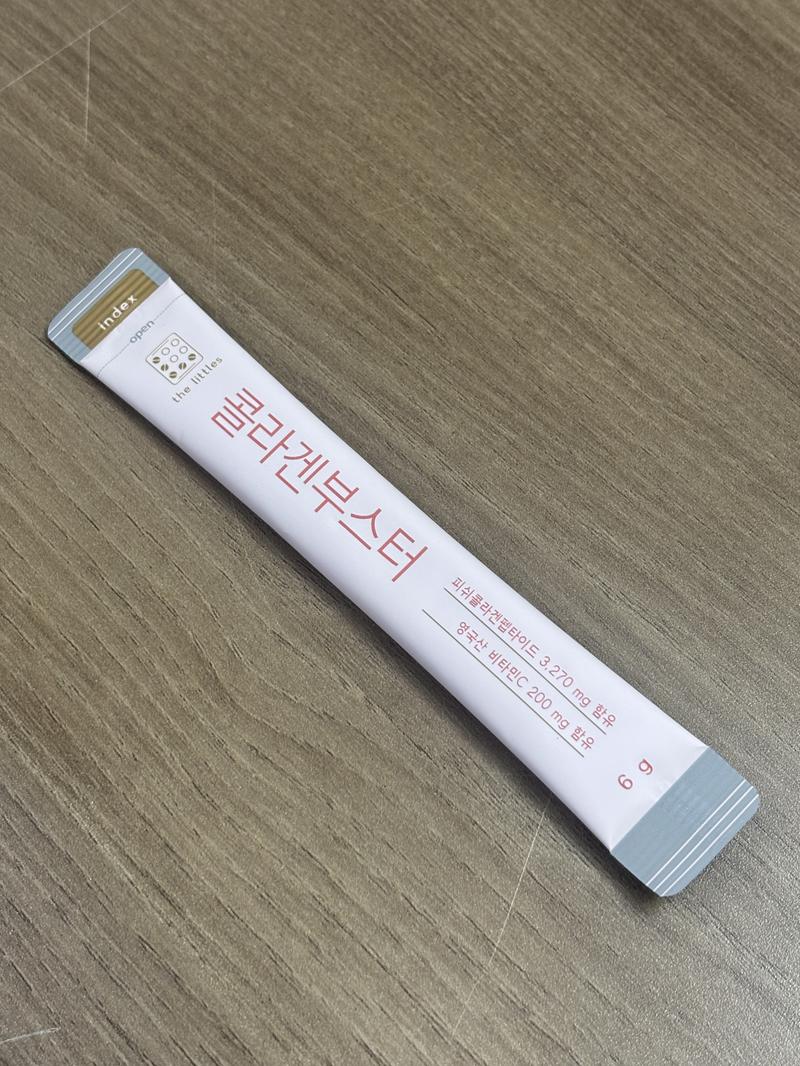 index
open
the littles
콜라겐부스터
피쉬콜라겐펩타이드 3,270 mg 함유
영국산 비타민C 200 mg 함유
6 g